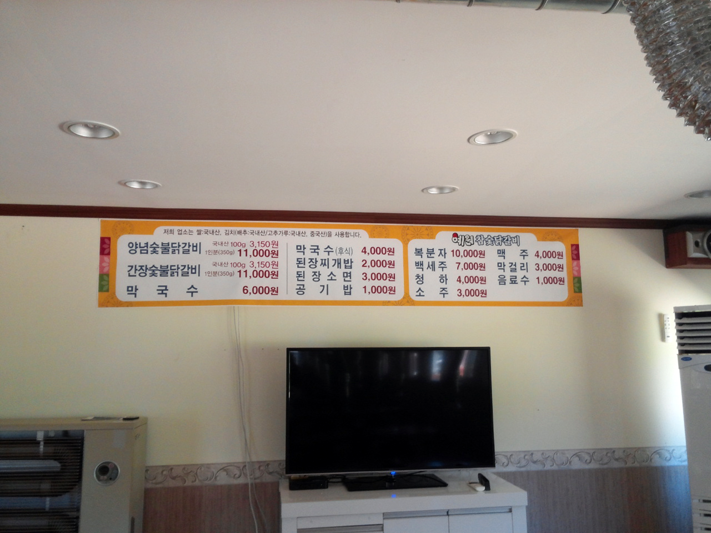 저희 업소는 쌀:국내산, 김치(배추:국내산/고추가루:국내산, 중국산)을 사용합니다.
양념숯불닭갈비 국내산 100g 3,150원
1인분(350g) 11,000원
간장숯불닭갈비 국내산 100g 3,150원
1인분(350g) 11,000원
막국수 6,000원
막국수(후식) 4,000원
된장찌개밥 2,000원
된장소면 3,000원
공기밥 1,000원
참숯닭갈비
복분자 10,000원
백세주 7,000원
청하 4,000원
소주 3,000원
맥주 4,000원
막걸리 3,000원
음료수 1,000원